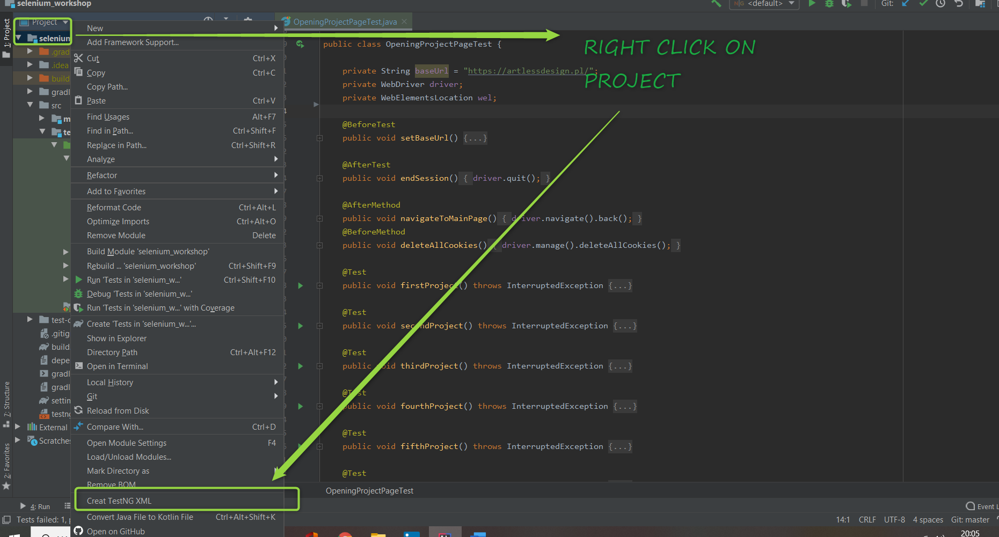 selenium_workshop
<default>
Git:
1: Project
Project
OpeningProjectPageTest.java
selenium
.grad
.idea
build
gradl
src
m
te
test-c
.gitig
build
depe
gradl
gradl
settin
testng
External
Scratches
New
Add Framework Support...
Cut Ctrl+X
Copy Ctrl+C
Copy Path...
Paste Ctrl+V
Find Usages Alt+F7
Find in Path... Ctrl+Shift+F
Replace in Path... Ctrl+Shift+R
Analyze
Refactor
Add to Favorites
Reformat Code Ctrl+Alt+L
Optimize Imports Ctrl+Alt+O
Remove Module Delete
Build Module 'selenium_workshop'
Rebuild ... 'selenium_workshop' Ctrl+Shift+F9
Run 'Tests in 'selenium_w...' Ctrl+Shift+F10
Debug 'Tests in 'selenium_w...'
Run 'Tests in 'selenium_w...' with Coverage
Create 'Tests in 'selenium_w...'...
Show in Explorer
Directory Path Ctrl+Alt+F12
Open in Terminal
Local History
Git
Reload from Disk
Compare With... Ctrl+D
Open Module Settings F4
Load/Unload Modules...
Mark Directory as
Remove BOM
Creat TestNG XML
Convert Java File to Kotlin File Ctrl+Alt+Shift+K
Open on GitHub
public class OpeningProjectPageTest {
private String baseUrl = "https://artlessdesign.pl/";
private WebDriver driver;
private WebElementsLocation wel;
@BeforeTest
public void setBaseUrl() {...}
@AfterTest
public void endSession() { driver.quit(); }
@AfterMethod
public void navigateToMainPage() { driver.navigate().back(); }
@BeforeMethod
public void deleteAllCookies() { driver.manage().deleteAllCookies(); }
@Test
public void firstProject() throws InterruptedException {...}
@Test
public void secondProject() throws InterruptedException {...}
@Test
public void thirdProject() throws InterruptedException {...}
@Test
public void fourthProject() throws InterruptedException {...}
@Test
public void fifthProject() throws InterruptedException {...}
@Test
RIGHT CLICK ON
PROJECT
OpeningProjectPageTest
7: Structure
2: Favorites
4: Run
Event L
Tests failed: 1, p
14:1 CRLF UTF-8 4 spaces Git: master
20:05